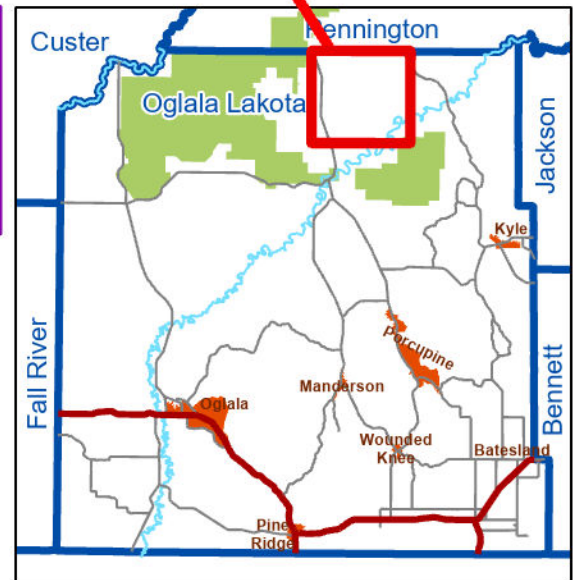 Custer
Pennington
Oglala Lakota
Jackson
Kyle
Fall River
Porcupine
Manderson
Oglala
Bennett
Wounded
Knee
Batesland
Pine
Ridge